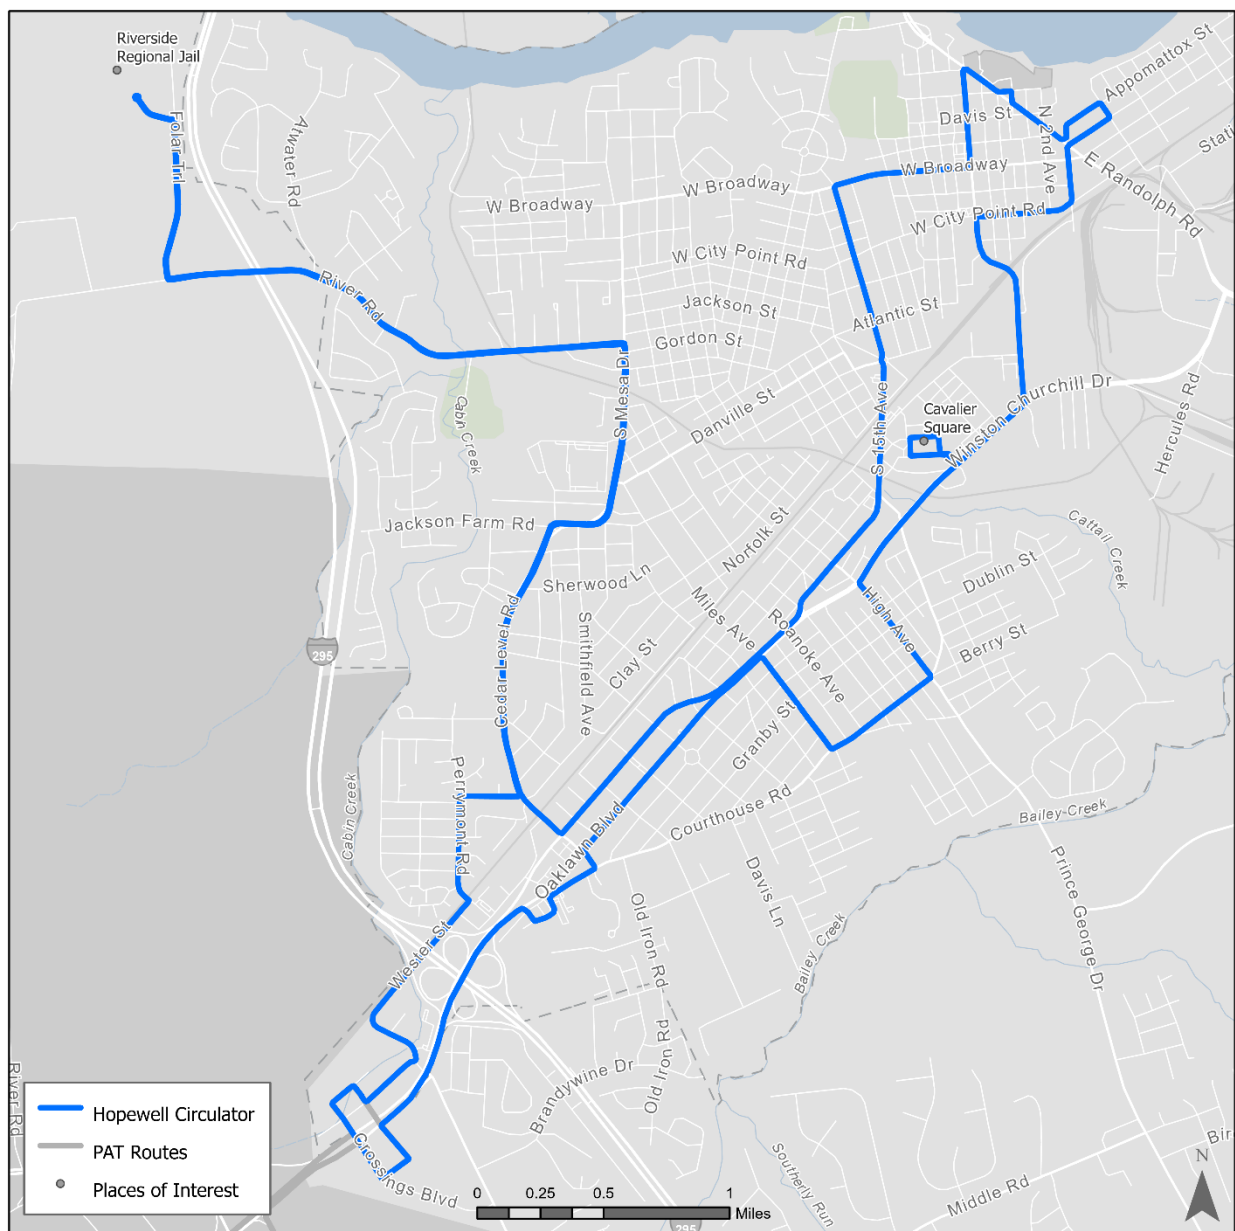 Riverside
Regional Jail
Appomattox St
Folar Trl
Atwater Rd
Davis St
N 2nd Ave
W Broadway
E Randolph Rd
W Broadway
W Broadway
W City Point Rd
W City Point Rd
River Rd
Jackson St
Atlantic St
Gordon St
S Mesa Dr
Winston Churchill Dr
Hercules Rd
Cabin Creek
Danville St
S 15th Ave
Cavalier
Square
Jackson Farm Rd
Norfolk St
Cattail Creek
Sherwood Ln
Dublin St
Miles Ave
Roanoke Ave
High Ave
Berry St
Smithfield Ave
Clay St
Cedar Level Rd
295
Granby St
Perrymont Rd
Cabin Creek
Courthouse Rd
Bailey Creek
Oaklawn Blvd
Davis Ln
Old Iron Rd
Prince George Dr
Wester St
Bailey Creek
Old Iron Rd
Brandywine Dr
River Rd
Crossings Blvd
Southerly Run
Middle Rd
295
Hopewell Circulator
PAT Routes
Places of Interest
0 0.25 0.5 1
Miles
N